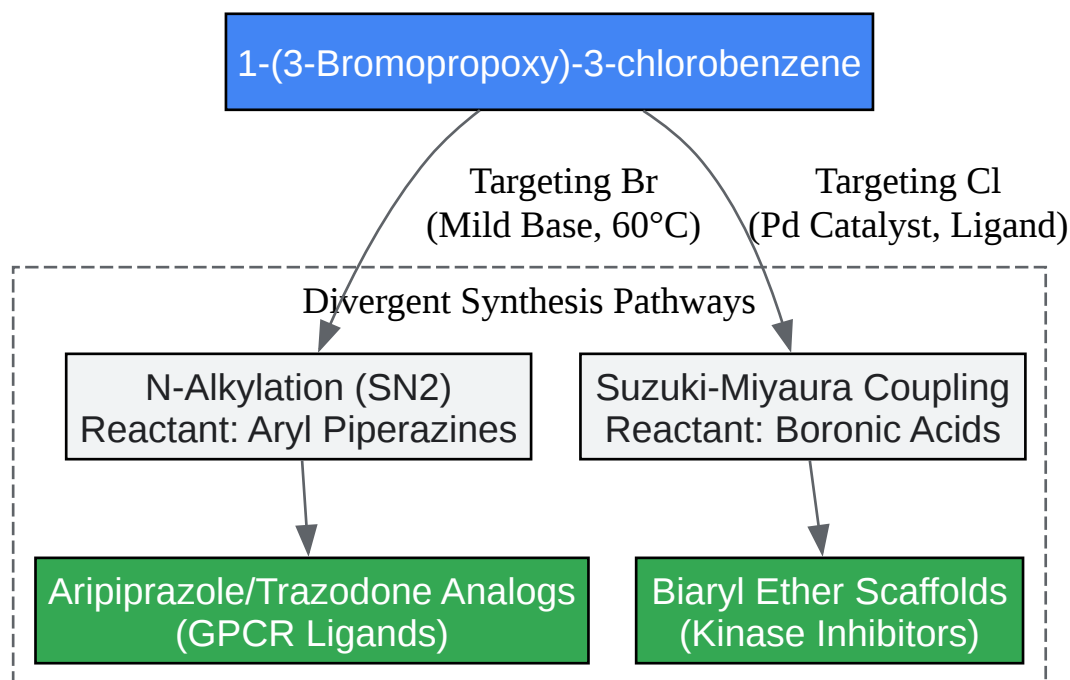 1-(3-Bromopropoxy)-3-chlorobenzene
Targeting Br
(Mild Base, 60°C)
Targeting Cl
(Pd Catalyst, Ligand)
Divergent Synthesis Pathways
N-Alkylation (SN2)
Reactant: Aryl Piperazines
Suzuki-Miyaura Coupling
Reactant: Boronic Acids
Aripiprazole/Trazodone Analogs
(GPCR Ligands)
Biaryl Ether Scaffolds
(Kinase Inhibitors)